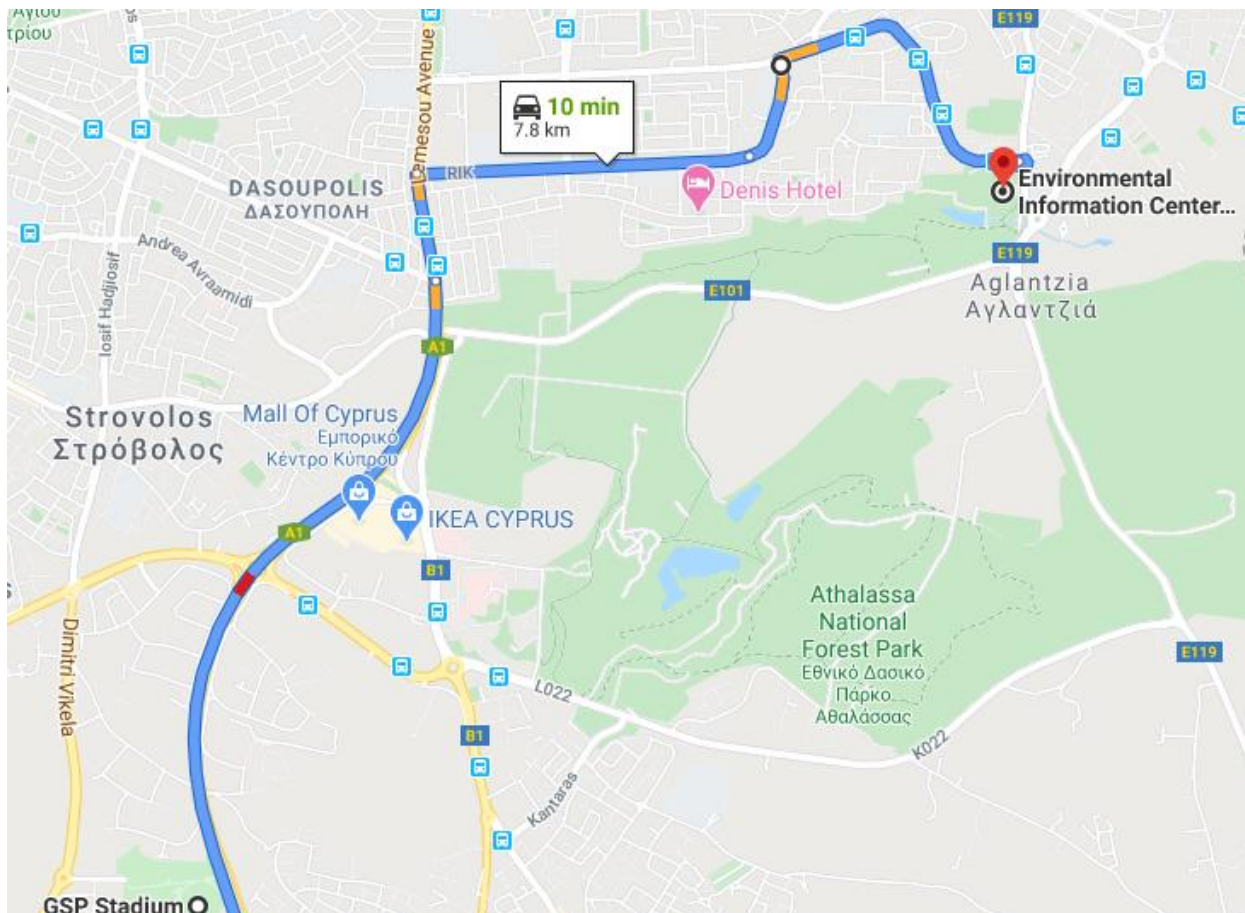 Αγίου
τρίου
E119
Lemesou Avenue
10 min
7.8 km
RIK
DASOUPOLIS
ΔΑΣΟΥΠΟΛΗ
Denis Hotel
Environmental
Information Center...
Andrea Avraamidi
E119
E101
Aglantzia
Αγλαντζιά
Iosif Hadjiosif
A1
Strovolos
Στρόβολος
Mall Of Cyprus
Εμπορικό
Κέντρο Κύπρου
IKEA CYPRUS
A1
B1
Athalassa
National
Forest Park
Εθνικό Δασικό
Πάρκο
Αθαλάσσας
Dimitri Vikela
E119
L022
B1
K022
Kantaras
GSP Stadium